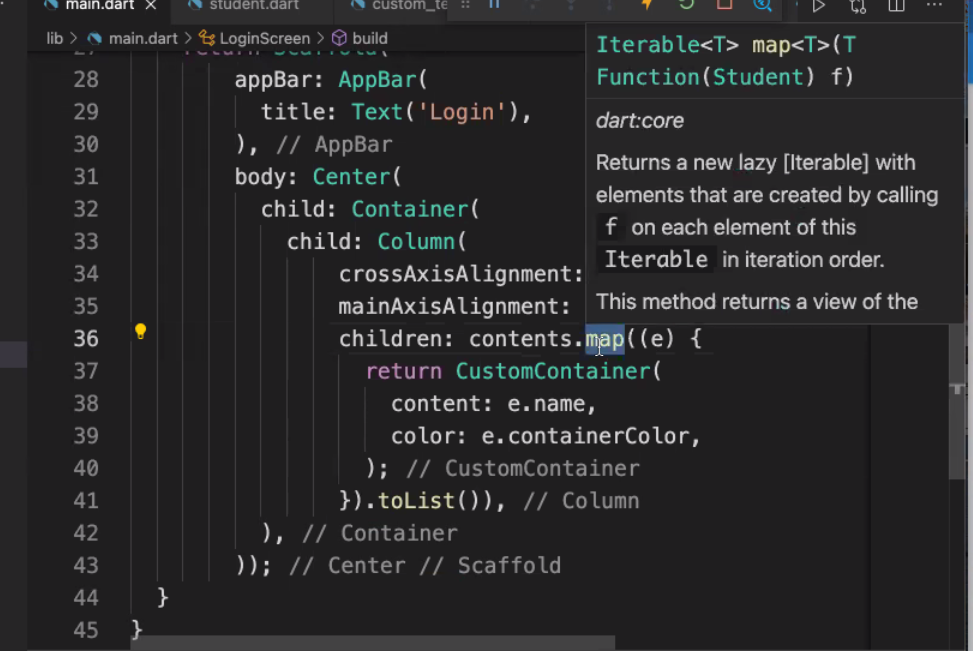 main.dart × student.dart custom_te
lib > main.dart > LoginScreen > build
27 return Scaffold(
28 appBar: AppBar(
29 title: Text('Login'),
30 ), // AppBar
31 body: Center(
32 child: Container(
33 child: Column(
34 crossAxisAlignment:
35 mainAxisAlignment:
36 children: contents.map((e) {
37 return CustomContainer(
38 content: e.name,
39 color: e.containerColor,
40 ); // CustomContainer
41 }).toList()), // Column
42 ), // Container
43 )); // Center // Scaffold
44 }
45 }
Iterable<T> map<T>(T
Function(Student) f)
dart:core
Returns a new lazy [Iterable] with
elements that are created by calling
f on each element of this
Iterable in iteration order.
This method returns a view of the